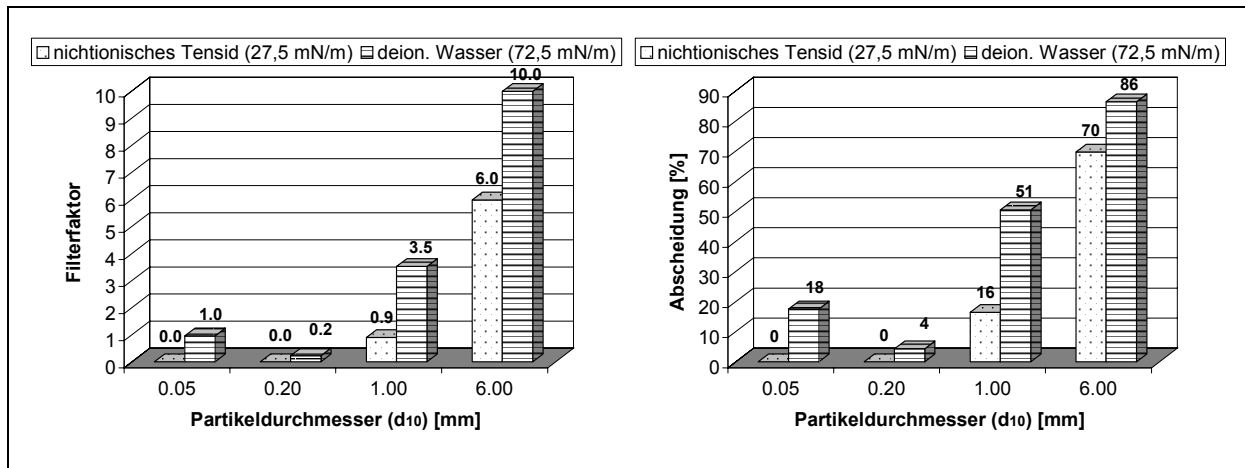 nichtionisches Tensid (27,5 mN/m) deion. Wasser (72,5 mN/m)
10.0
10
9
8
7
6
5
4
3
2
1
0
6.0
3.5
0.9
0.0 1.0 0.0 0.2
0.05 0.20 1.00 6.00
Filterfaktor
Partikeldurchmesser (d10) [mm]
nichtionisches Tensid (27,5 mN/m) deion. Wasser (72,5 mN/m)
90
80
70
60
50
40
30
20
10
0
86
70
51
16
0 18 0 4
0.05 0.20 1.00 6.00
Abscheidung [%]
Partikeldurchmesser (d10) [mm]